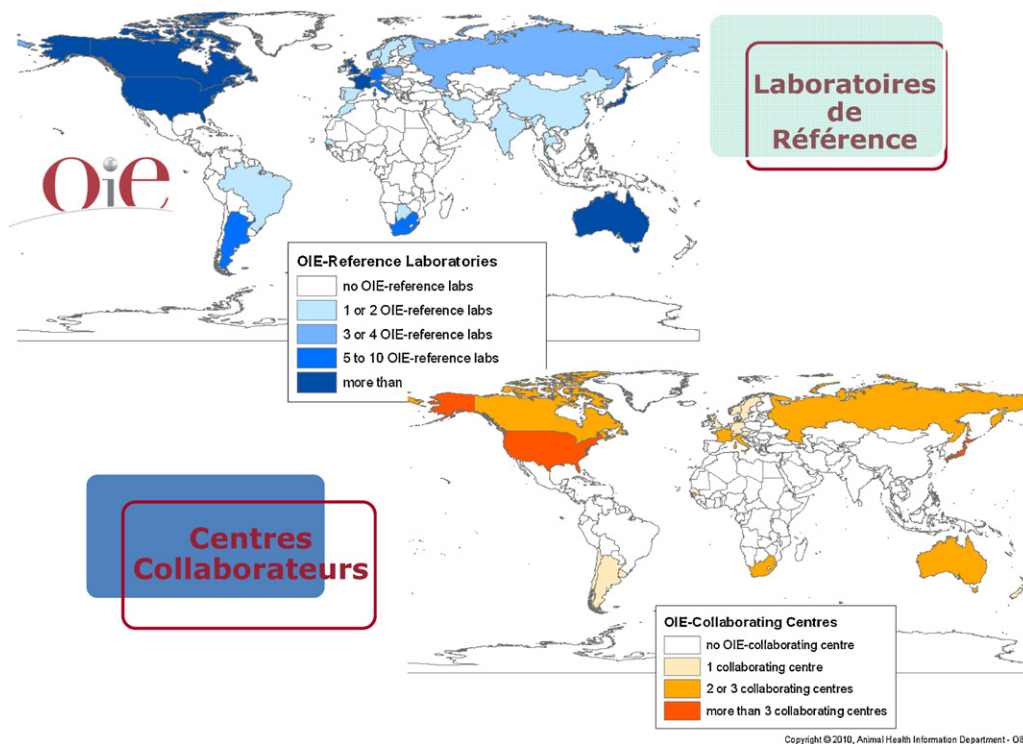 Laboratoires
de
Référence
OiE
OIE-Reference Laboratories
no OIE-reference labs
1 or 2 OIE-reference labs
3 or 4 OIE-reference labs
5 to 10 OIE-reference labs
more than
Centres
Collaborateurs
OIE-Collaborating Centres
no OIE-collaborating centre
1 collaborating centre
2 or 3 collaborating centres
more than 3 collaborating centres
Copyright © 2010, Animal Health Information Department - OI